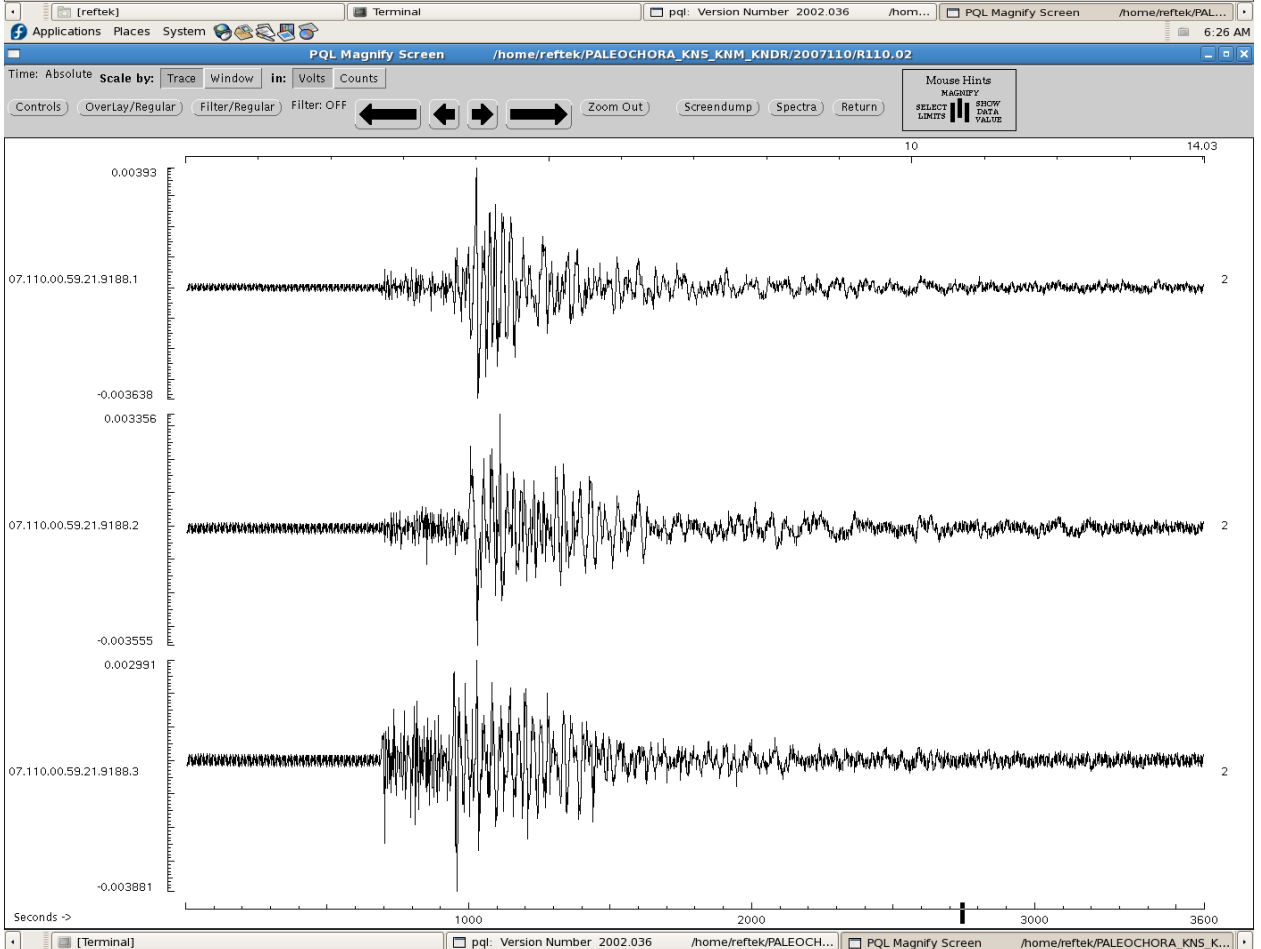 [reftek]
Terminal
pql: Version Number 2002.036 /hom...
PQL Magnify Screen /home/reftek/PAL...
Applications Places System
6:26 AM
PQL Magnify Screen /home/reftek/PALEOCHORA_KNS_KNM_KNDR/2007110/R110.02
Time: Absolute Scale by: Trace Window in: Volts Counts
Controls OverLay/Regular Filter/Regular Filter: OFF Zoom Out Screendump Spectra Return
Mouse Hints
MAGNIFY
SELECT LIMITS
SHOW DATA VALUE
10 14.03
0.00393
07.110.00.59.21.9188.1 2
-0.003638
0.003356
07.110.00.59.21.9188.2 2
-0.003555
0.002991
07.110.00.59.21.9188.3 2
-0.003881
Seconds -> 1000 2000 3000 3600
[Terminal]
pql: Version Number 2002.036 /home/reftek/PALEOCH...
PQL Magnify Screen /home/reftek/PALEOCHORA_KNS_K...